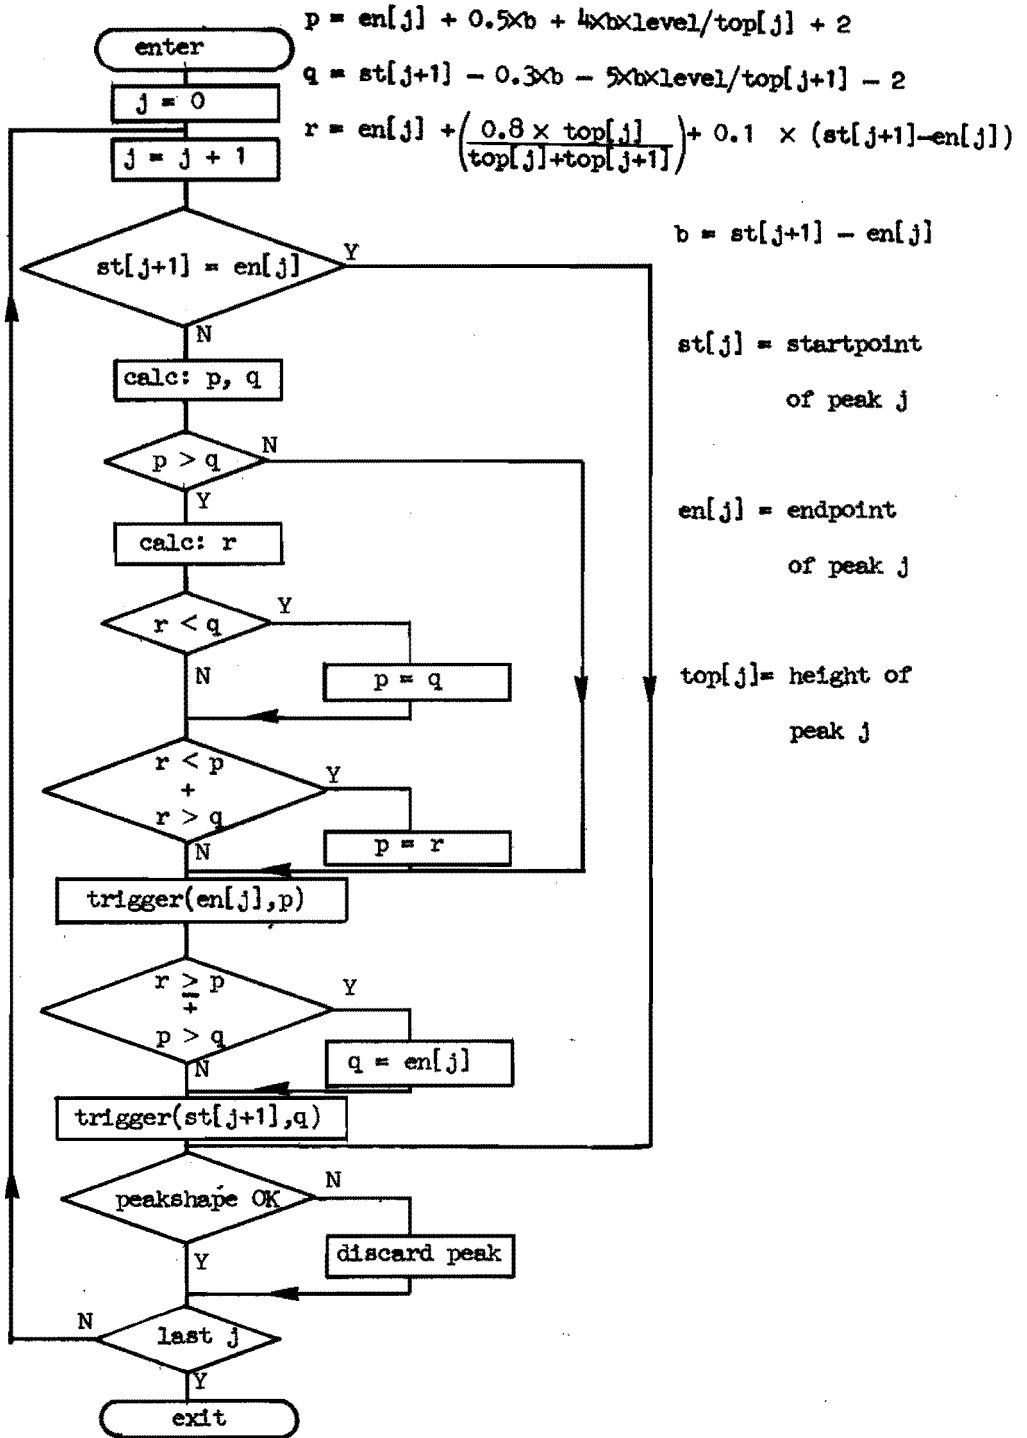 p = en[j] + 0.5×b + 4×b×level/top[j] + 2
enter
q = st[j+1] - 0.3×b - 5×b×level/top[j+1] - 2
j = 0
r = en[j] + (0.8 × top[j] / top[j]+top[j+1]) + 0.1 × (st[j+1]-en[j])
j = j + 1
b = st[j+1] - en[j]
st[j+1] = en[j]
Y
N
st[j] = startpoint
of peak j
calc: p, q
p > q
N
Y
en[j] = endpoint
of peak j
calc: r
r < q
Y
N
p = q
top[j]= height of
peak j
r < p
+
r > q
Y
N
p = r
trigger(en[j],p)
r ≥ p
+
p > q
Y
N
q = en[j]
trigger(st[j+1],q)
peakshape OK
N
Y
discard peak
last j
N
Y
exit